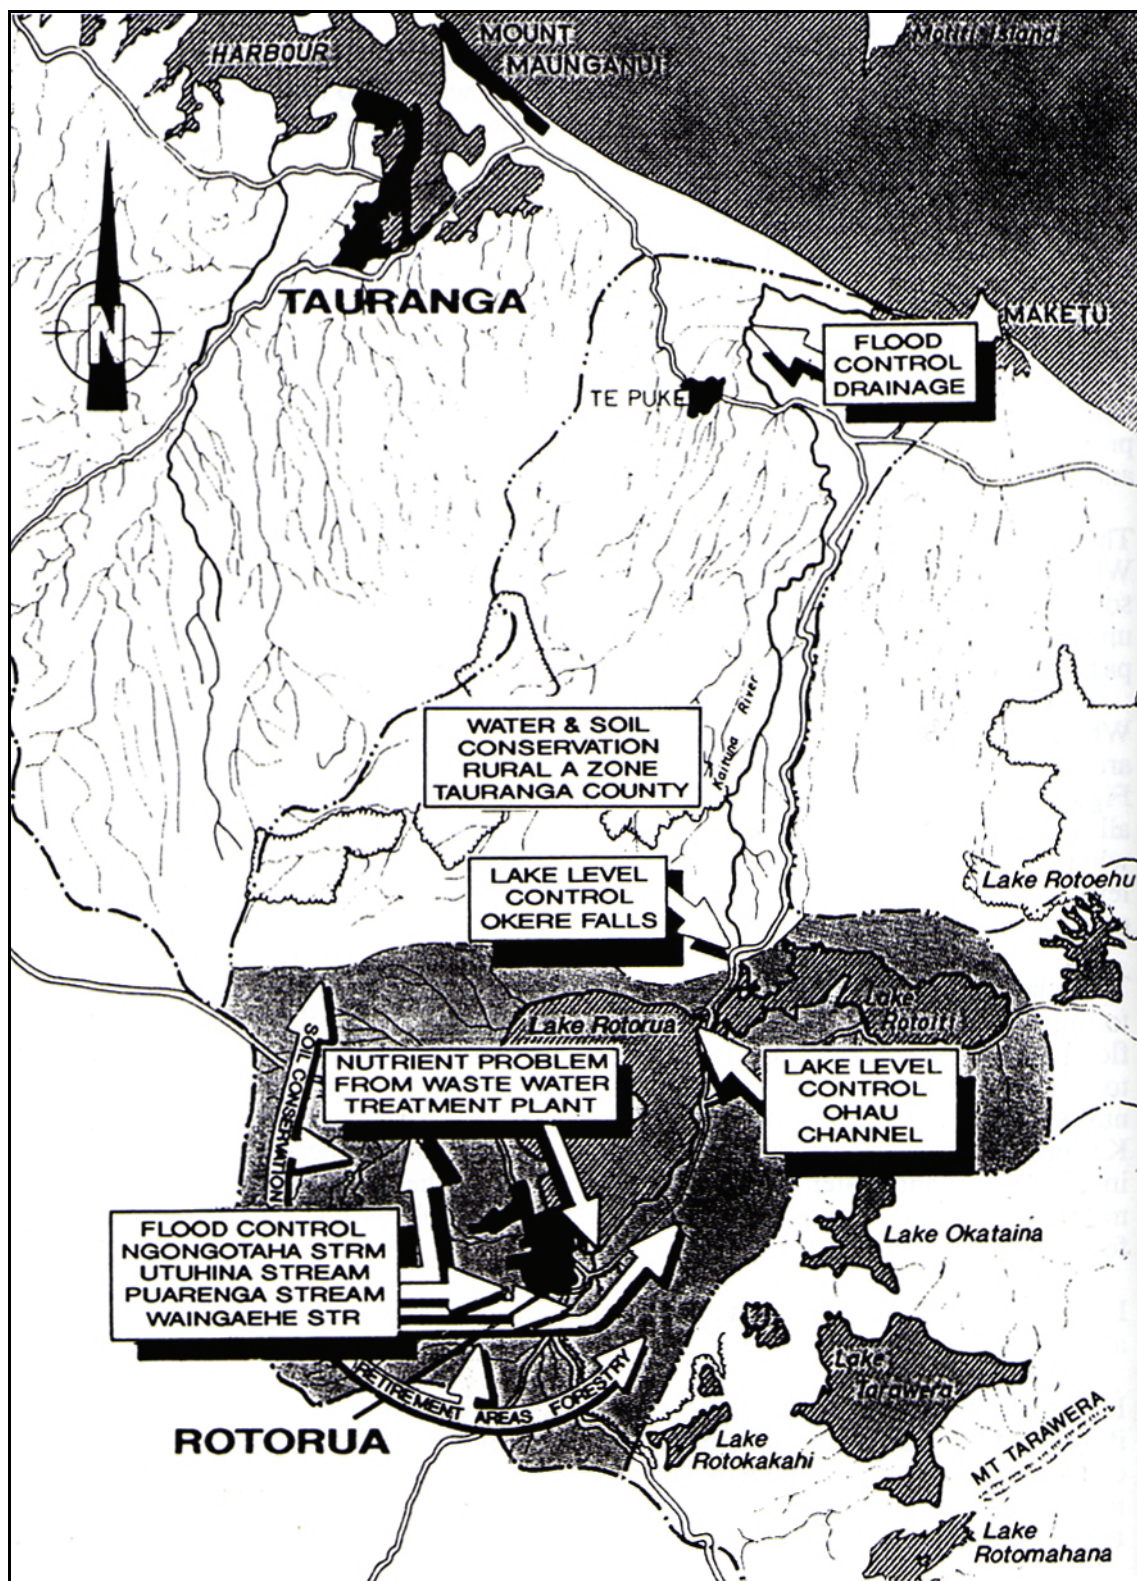 HARBOUR
MOUNT
MAUNGANUI
Motiti Island
N
TAURANGA
MAKETU
FLOOD
CONTROL
DRAINAGE
TE PUKE
Kaituna River
WATER & SOIL
CONSERVATION
RURAL A ZONE
TAURANGA COUNTY
LAKE LEVEL
CONTROL
OKERE FALLS
Lake Rotoehu
Lake
Rotoiti
Lake Rotorua
SOIL CONSERVATION
NUTRIENT PROBLEM
FROM WASTE WATER
TREATMENT PLANT
LAKE LEVEL
CONTROL
OHAU
CHANNEL
FLOOD CONTROL
NGONGOTAHA STRM
UTUHINA STREAM
PUARENGA STREAM
WAINGAEHE STR
Lake Okataina
Lake
Tarawera
RETIREMENT AREAS FORESTRY
ROTORUA
Lake
Rotokakahi
MT TARAWERA
Lake
Rotomahana